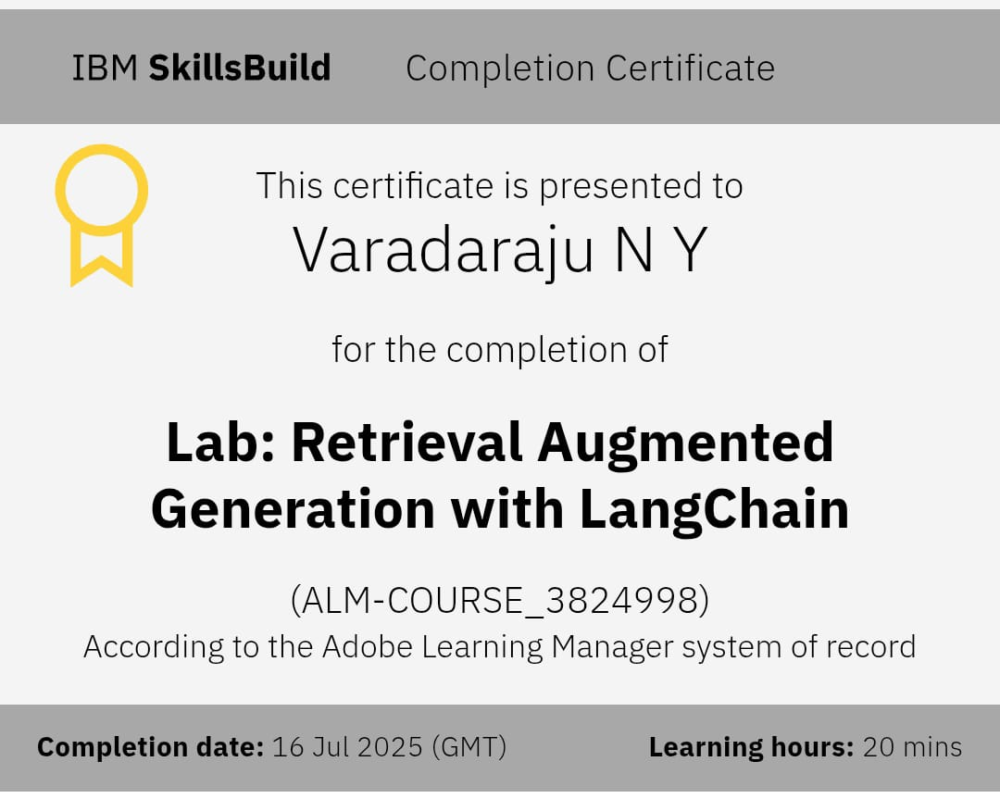 IBM SkillsBuild Completion Certificate
This certificate is presented to
Varadaraju N Y
for the completion of
Lab: Retrieval Augmented
Generation with LangChain
(ALM-COURSE_3824998)
According to the Adobe Learning Manager system of record
Completion date: 16 Jul 2025 (GMT) Learning hours: 20 mins